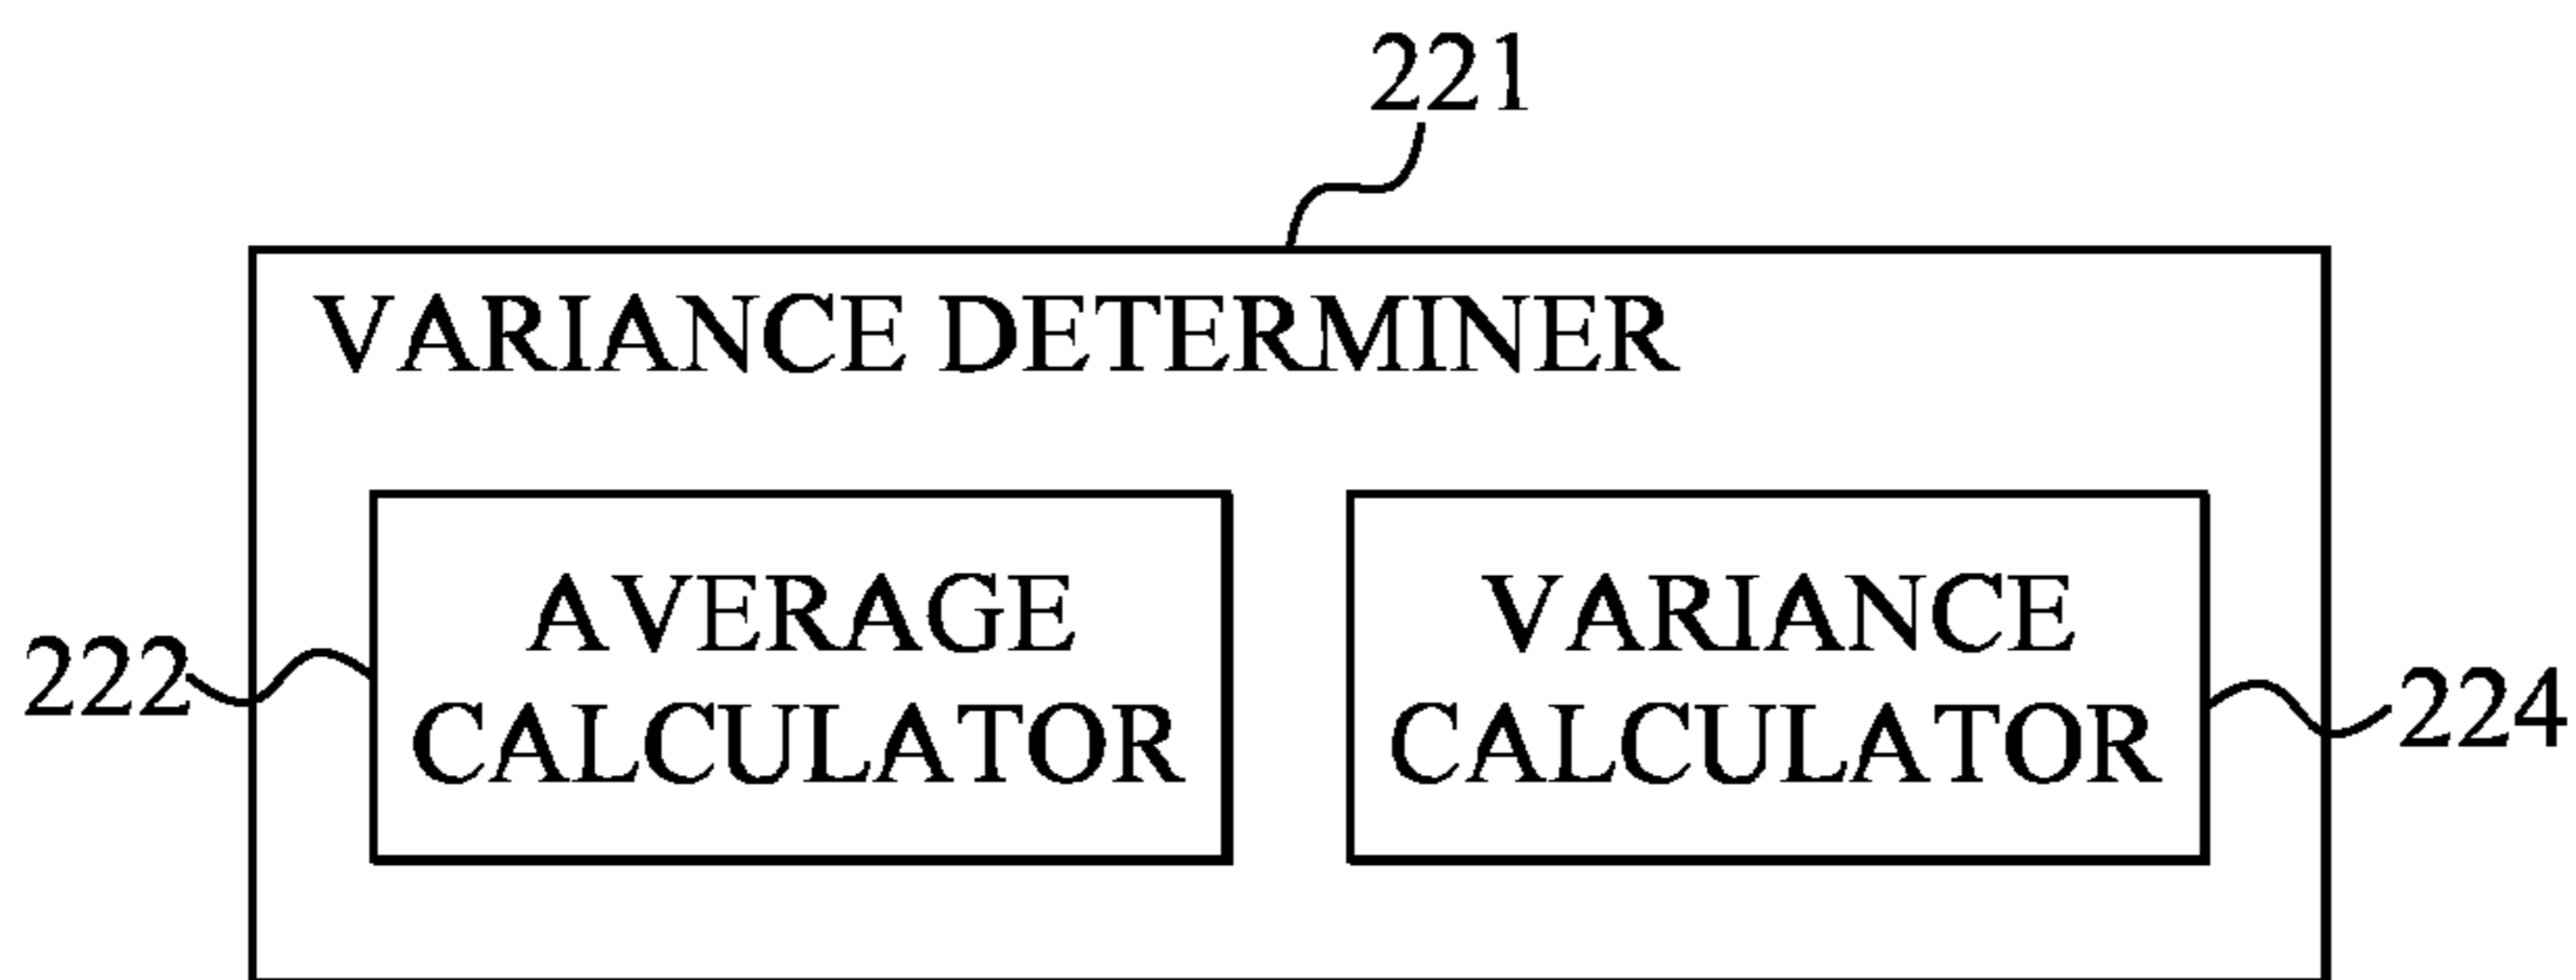 221
VARIANCE DETERMINER
AVERAGE
CALCULATOR
222
VARIANCE
CALCULATOR
224